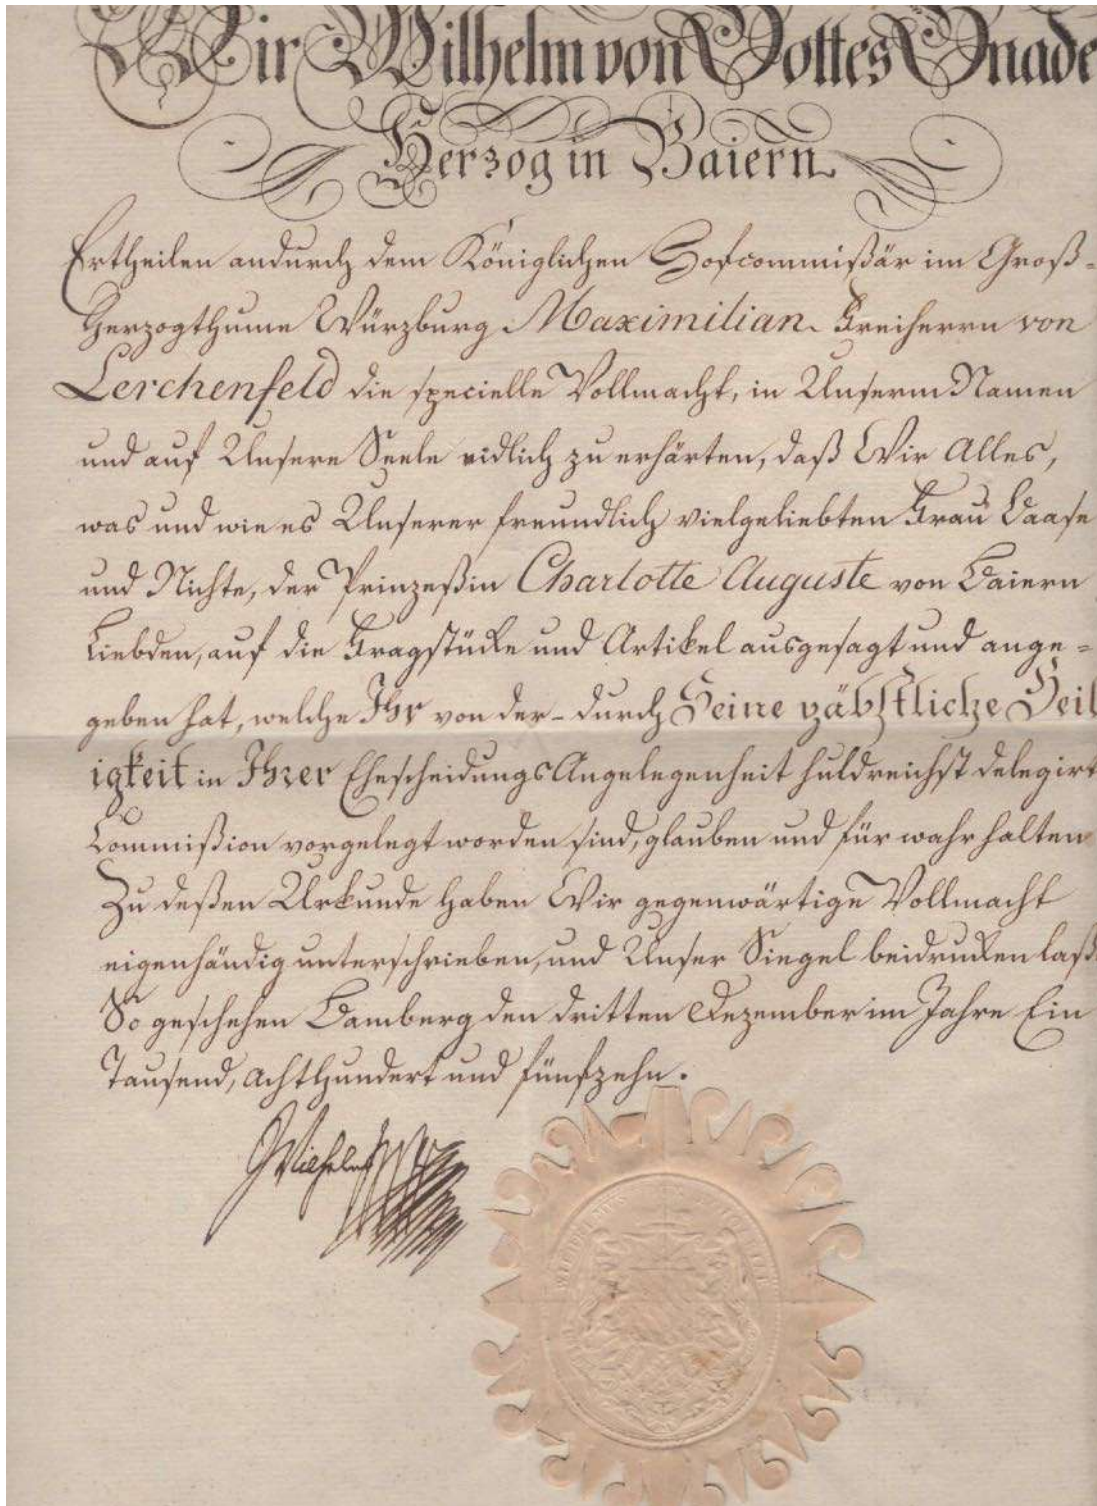 Wir Wilhelm von Gottes Gnade
Herzog in Baiern
Ertheilen andurch dem Königlichen Hofcommißär im Groß-
Herzogthume Würzburg Maximilian Freiherrn von
Lerchenfeld die specielle Vollmacht, in Unserm Namen
und auf Unsere Seele eidlich zu erhärten, daß Wir Alles,
was und wie es Unserer freundlich vielgeliebten Frau Baase
und Nichte, der Prinzeßin Charlotte Auguste von Baiern
Liebden, auf die Fragstücke und Artikel ausgesagt und ange-
geben hat, welche Ihr von der - durch Seine päbstliche Heil
igkeit in Ihrer Ehescheidungs Angelegenheit huldreichst delegirt
Commißion vorgelegt worden sind, glauben und für wahr halten
Zu deßen Urkunde haben Wir gegenwärtige Vollmacht
eigenhändig unterschrieben, und Unser Siegel beidrucken laß
So geschehen Bamberg den dritten Dezember im Jahre Ein
Tausend, Achthundert und fünfzehn.
Wilhelm